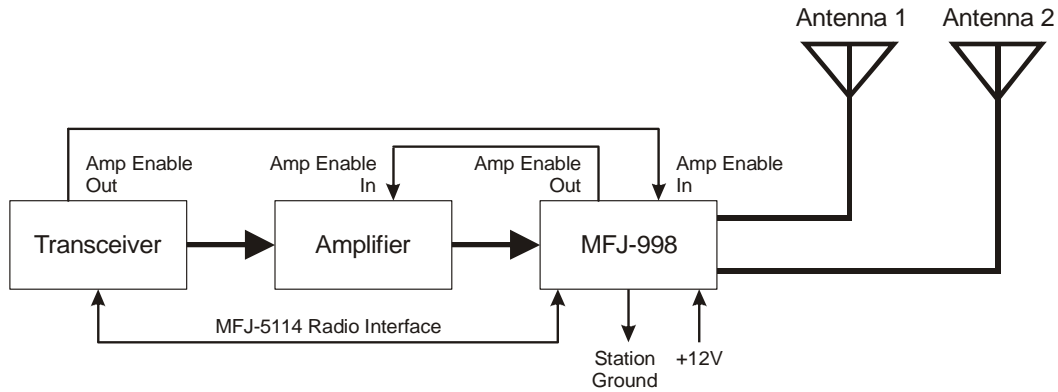 Antenna 1
Antenna 2
Amp Enable
Out
Amp Enable
In
Amp Enable
Out
Amp Enable
In
Transceiver
Amplifier
MFJ-998
MFJ-5114 Radio Interface
Station
Ground
+12V